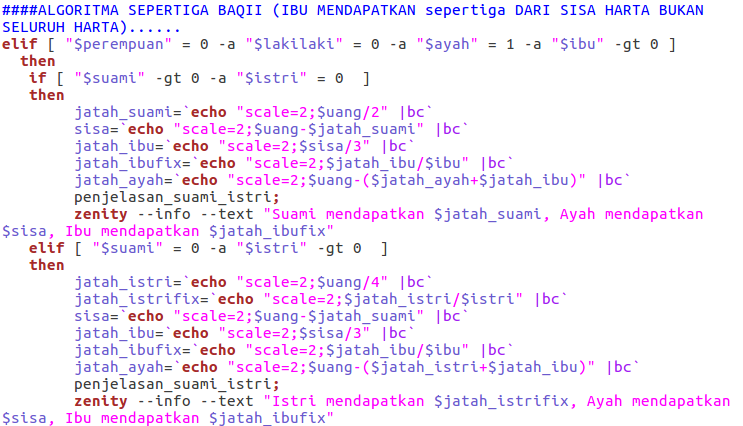 ####ALGORITMA SEPERTIGA BAQII (IBU MENDAPATKAN sepertiga DARI SISA HARTA BUKAN
SELURUH HARTA)......
elif [ "$perempuan" = 0 -a "$lakilaki" = 0 -a "$ayah" = 1 -a "$ibu" -gt 0 ]
then
if [ "$suami" -gt 0 -a "$istri" = 0  ]
then
jatah_suami=`echo "scale=2;$uang/2" |bc`
sisa=`echo "scale=2;$uang-$jatah_suami" |bc`
jatah_ibu=`echo "scale=2;$sisa/3" |bc`
jatah_ibufix=`echo "scale=2;$jatah_ibu/$ibu" |bc`
jatah_ayah=`echo "scale=2;$uang-($jatah_ayah+$jatah_ibu)" |bc`
penjelasan_suami_istri;
zenity --info --text "Suami mendapatkan $jatah_suami, Ayah mendapatkan
$sisa, Ibu mendapatkan $jatah_ibufix"
elif [ "$suami" = 0 -a "$istri" -gt 0  ]
then
jatah_istri=`echo "scale=2;$uang/4" |bc`
jatah_istrifix=`echo "scale=2;$jatah_istri/$istri" |bc`
sisa=`echo "scale=2;$uang-$jatah_suami" |bc`
jatah_ibu=`echo "scale=2;$sisa/3" |bc`
jatah_ibufix=`echo "scale=2;$jatah_ibu/$ibu" |bc`
jatah_ayah=`echo "scale=2;$uang-($jatah_istri+$jatah_ibu)" |bc`
penjelasan_suami_istri;
zenity --info --text "Istri mendapatkan $jatah_istrifix, Ayah mendapatkan
$sisa, Ibu mendapatkan $jatah_ibufix"